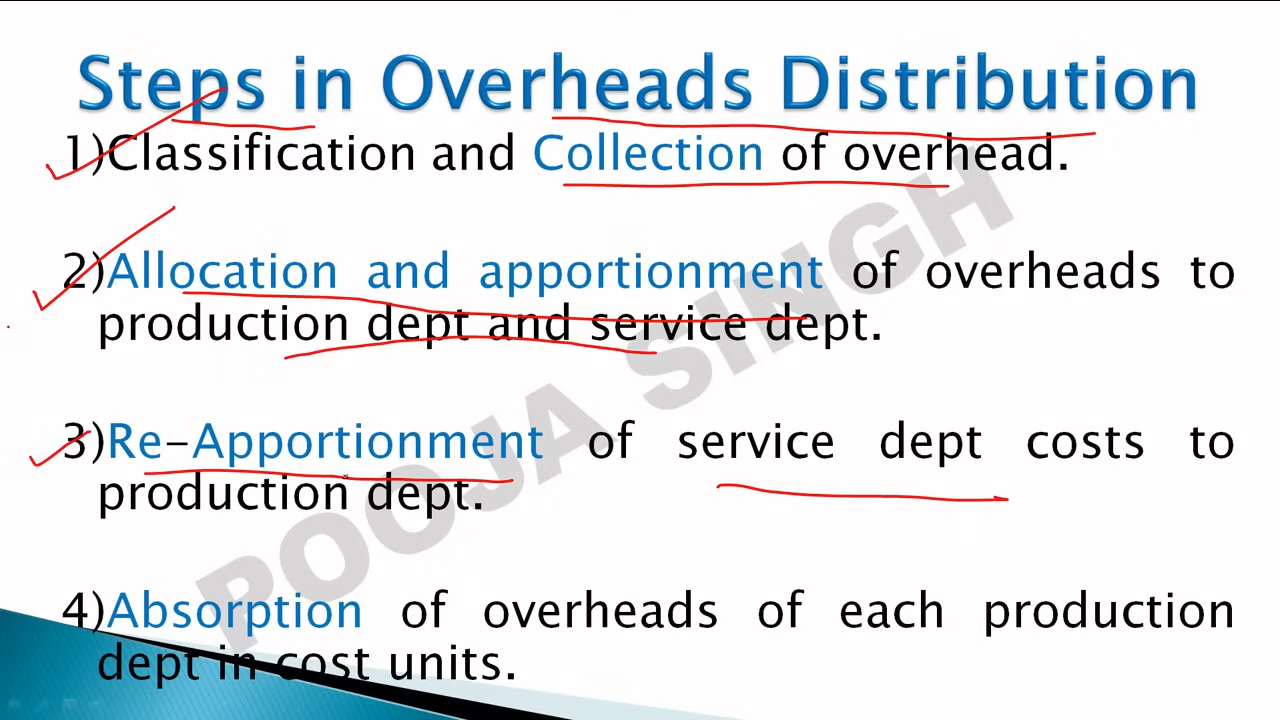 Steps in Overheads Distribution
1)Classification and Collection of overhead.
2)Allocation and apportionment of overheads to
production dept and service dept.
3)Re-Apportionment of service dept costs to
production dept.
4)Absorption of overheads of each production
dept in cost units.
POOJA SINGH